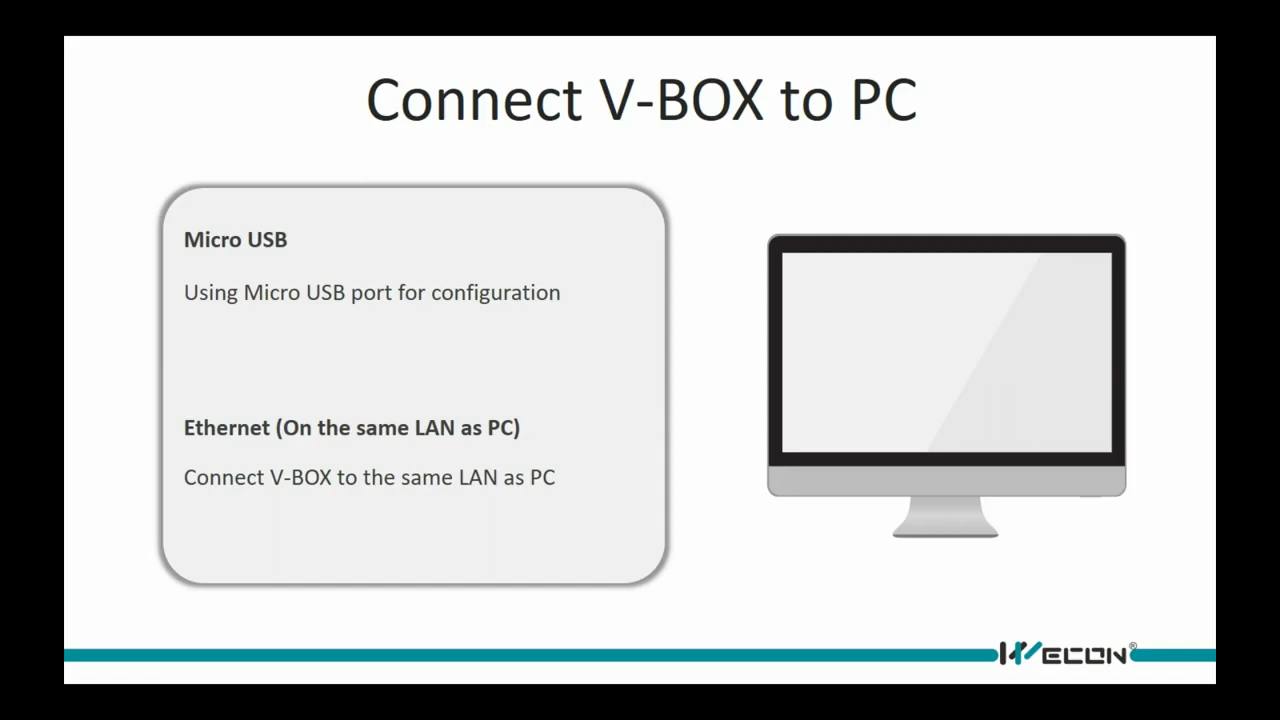 Connect V-BOX to PC
Micro USB
Using Micro USB port for configuration
Ethernet (On the same LAN as PC)
Connect V-BOX to the same LAN as PC
WECON®